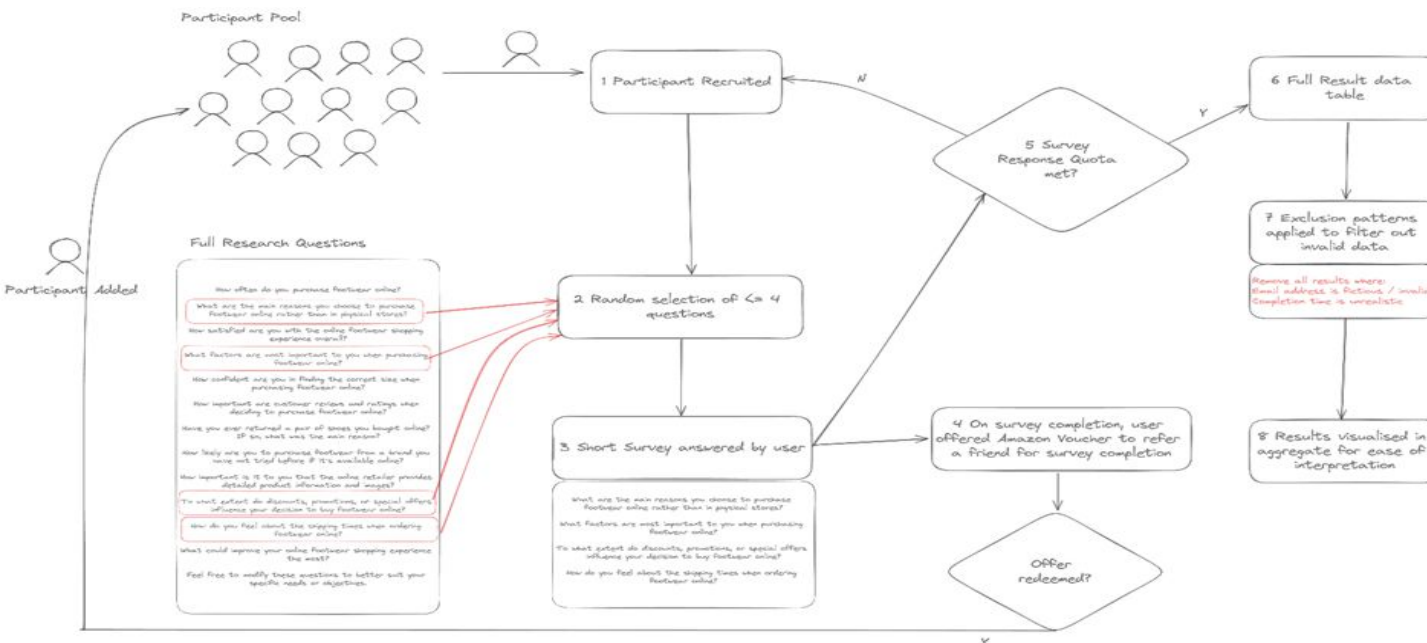 Participant Pool
1 Participant Recruited
N
Y
6 Full Result data
table
5 Survey
Response Quota
met?
7 Exclusion patterns
applied to filter out
invalid data
Remove all results where:
Email address is fictious / invali
Completion time is unrealistic
Participant Added
Full Research Questions
How often do you purchase footwear online?
What are the main reasons you choose to purchase
footwear online rather than in physical stores?
How satisfied are you with the online footwear shopping
experience overall?
What factors are most important to you when purchasing
footwear online?
How confident are you in finding the correct size when
purchasing footwear online?
How important are customer reviews and ratings when
deciding to purchase footwear online?
Have you ever returned a pair of shoes you bought online?
If so, what was the main reason?
How likely are you to purchase footwear from a brand you
have not tried before if it's available online?
How important is it to you that the online retailer provides
detailed product information and images?
To what extent do discounts, promotions, or special offers
influence your decision to buy footwear online?
How do you feel about the shipping times when ordering
footwear online?
What could improve your online footwear shopping experience
the most?
Feel free to modify these questions to better suit your
specific needs or objectives.
2 Random selection of <= 4
questions
3 Short Survey answered by user
What are the main reasons you choose to purchase
footwear online rather than in physical stores?
What factors are most important to you when purchasing
footwear online?
To what extent do discounts, promotions, or special offers
influence your decision to buy footwear online?
How do you feel about the shipping times when ordering
footwear online?
4 On survey completion, user
offered Amazon Voucher to refer
a friend for survey completion
8 Results visualised in
aggregate for ease of
interpretation
Offer
redeemed?
Y